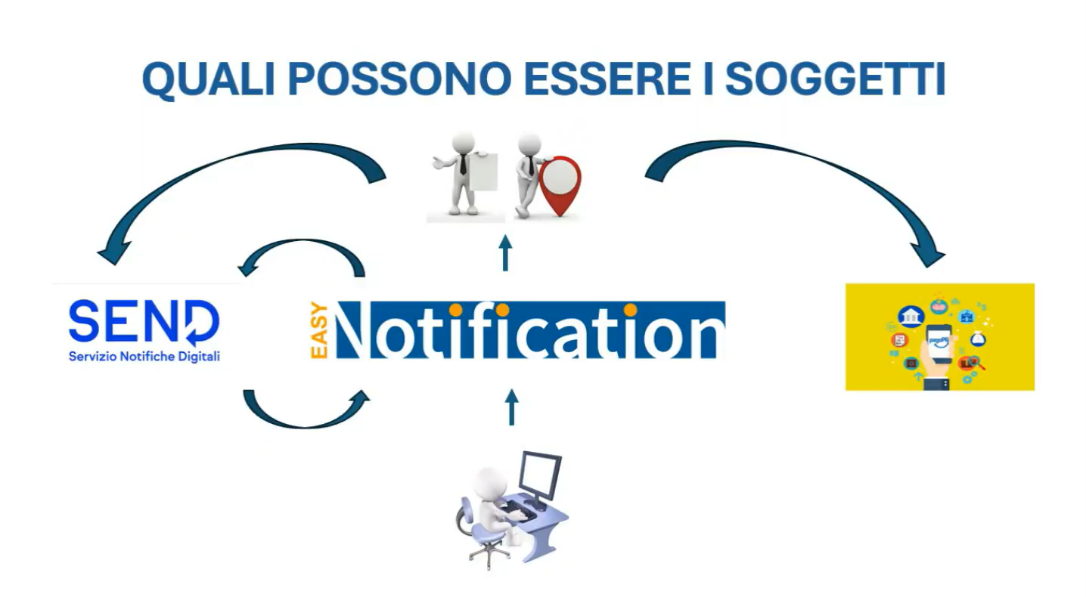 QUALI POSSONO ESSERE I SOGGETTI
SEND
Servizio Notifiche Digitali
EASY
Notification